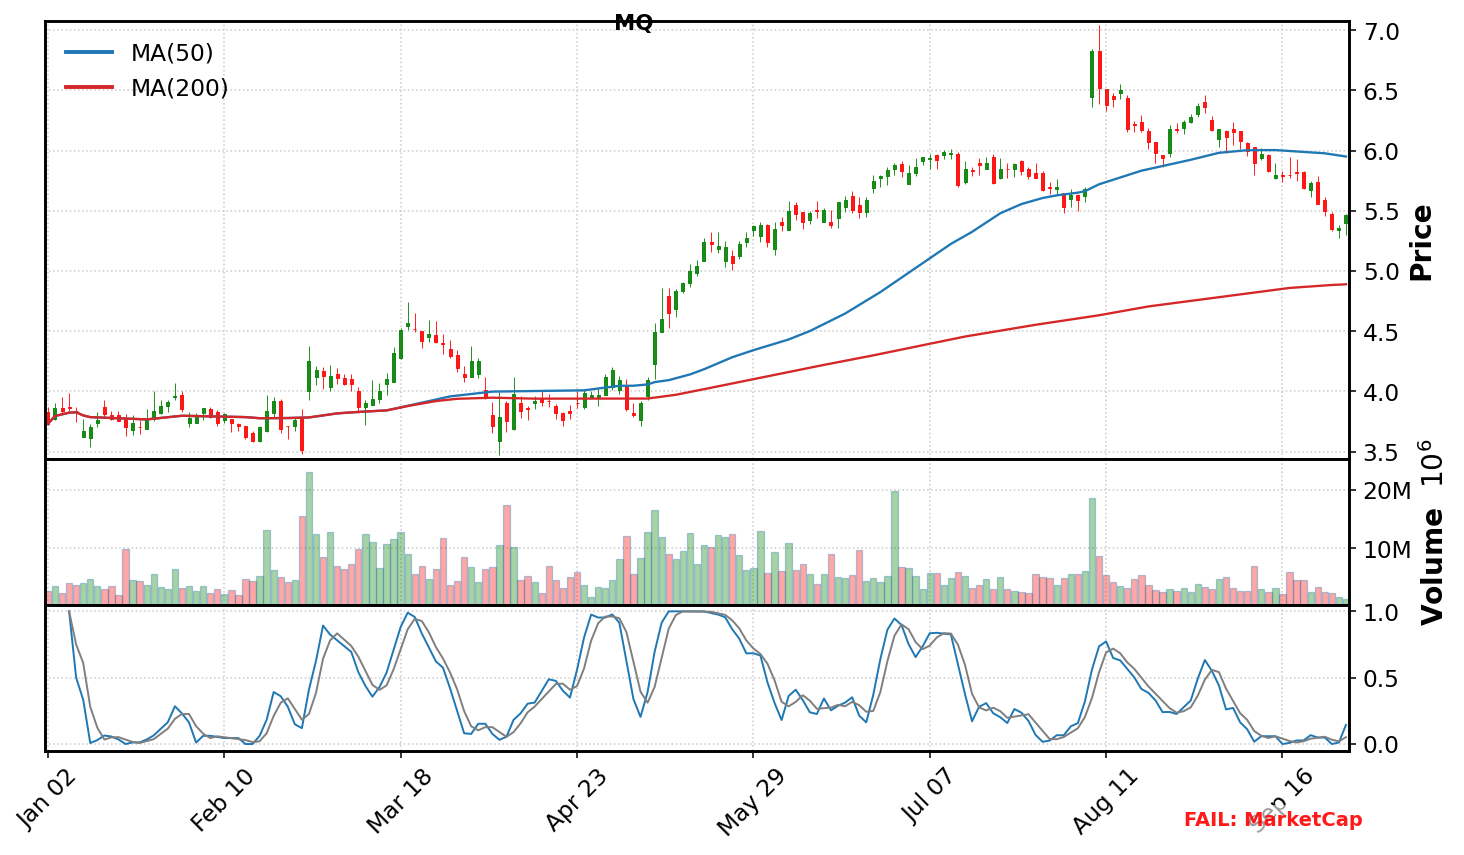 MQ
MA(50)
MA(200)
7.0
6.5
6.0
5.5
5.0
4.5
4.0
3.5
Price
20M
10M
Volume 10^6
1.0
0.5
0.0
Jan 02
Feb 10
Mar 18
Apr 23
May 29
Jul 07
Aug 11
Sep 16
FAIL: MarketCap